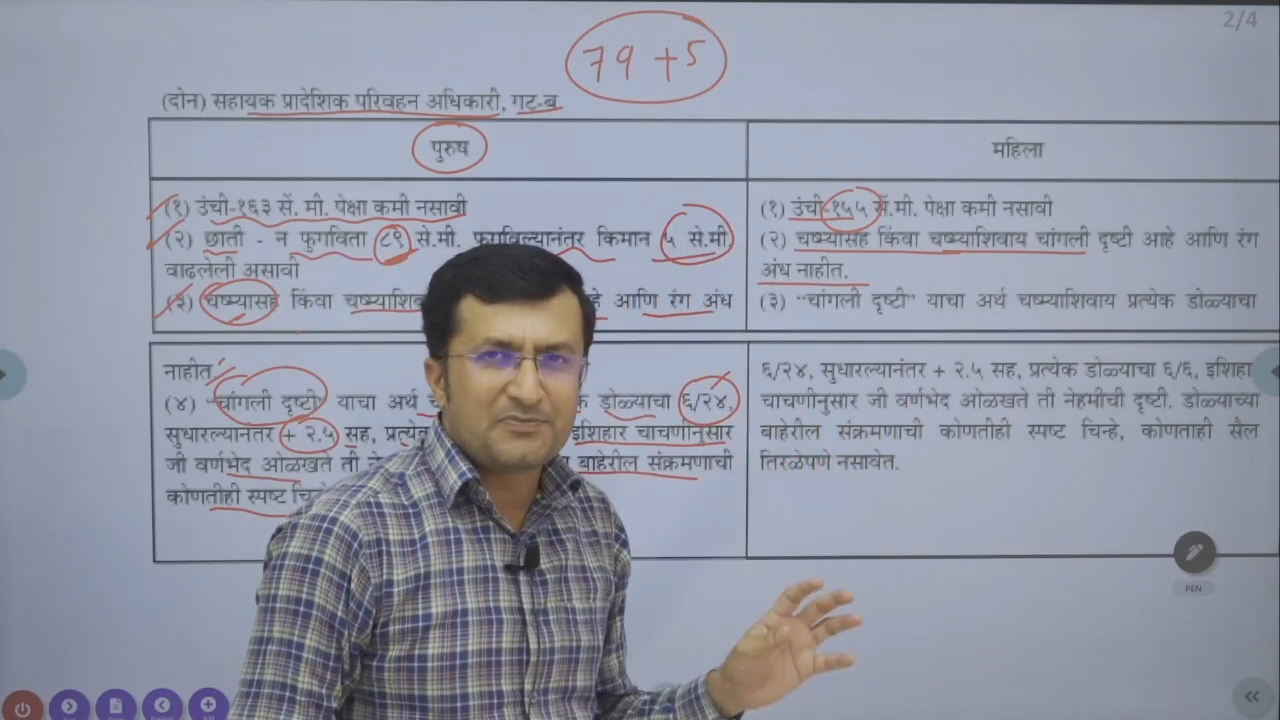 2/4
79 + 5
(दोन) सहायक प्रादेशिक परिवहन अधिकारी, गट-ब
पुरुष
महिला
(१) उंची-१६३ सें. मी. पेक्षा कमी नसावी
(२) छाती - न फुगविता ८९ से.मी. फुगविल्यानंतर किमान ५ से.मी.
वाढलेली असावी
(३) चष्म्यासह किंवा आणि रंग अंध
(१) उंची-१५५ सें.मी. पेक्षा कमी नसावी
(२) चष्म्यासह किंवा चष्म्याशिवाय चांगली दृष्टी आहे आणि रंग
अंध नाहीत.
(३) "चांगली दृष्टी" याचा अर्थ चष्म्याशिवाय प्रत्येक डोळ्याचा
नाहीत
(४) "चांगली दृष्टी" याचा अर्थ डोळ्याचा ६/२४,
सुधारल्यानंतर + २.५ सह, इशिहार चाचणीनुसार
जी वर्णभेद ओळखते ती बाहेरील संक्रमणाची
कोणतीही स्पष्ट
६/२४, सुधारल्यानंतर + २.५ सह, प्रत्येक डोळ्याचा ६/६, इशिहा
चाचणीनुसार जी वर्णभेद ओळखते ती नेहमीची दृष्टी. डोळ्याच्या
बाहेरील संक्रमणाची कोणतीही स्पष्ट चिन्हे, कोणताही सैल
तिरळेपणे नसावेत.
PEN